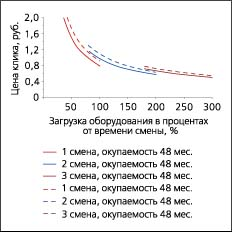 Цена клика, руб.
2,0
1,6
1,2
0,8
0,4
0
50 100 150 200 250 300
Загрузка оборудования в процентах
от времени смены, %
1 смена, окупаемость 48 мес.
2 смена, окупаемость 48 мес.
3 смена, окупаемость 48 мес.
1 смена, окупаемость 48 мес.
2 смена, окупаемость 48 мес.
3 смена, окупаемость 48 мес.